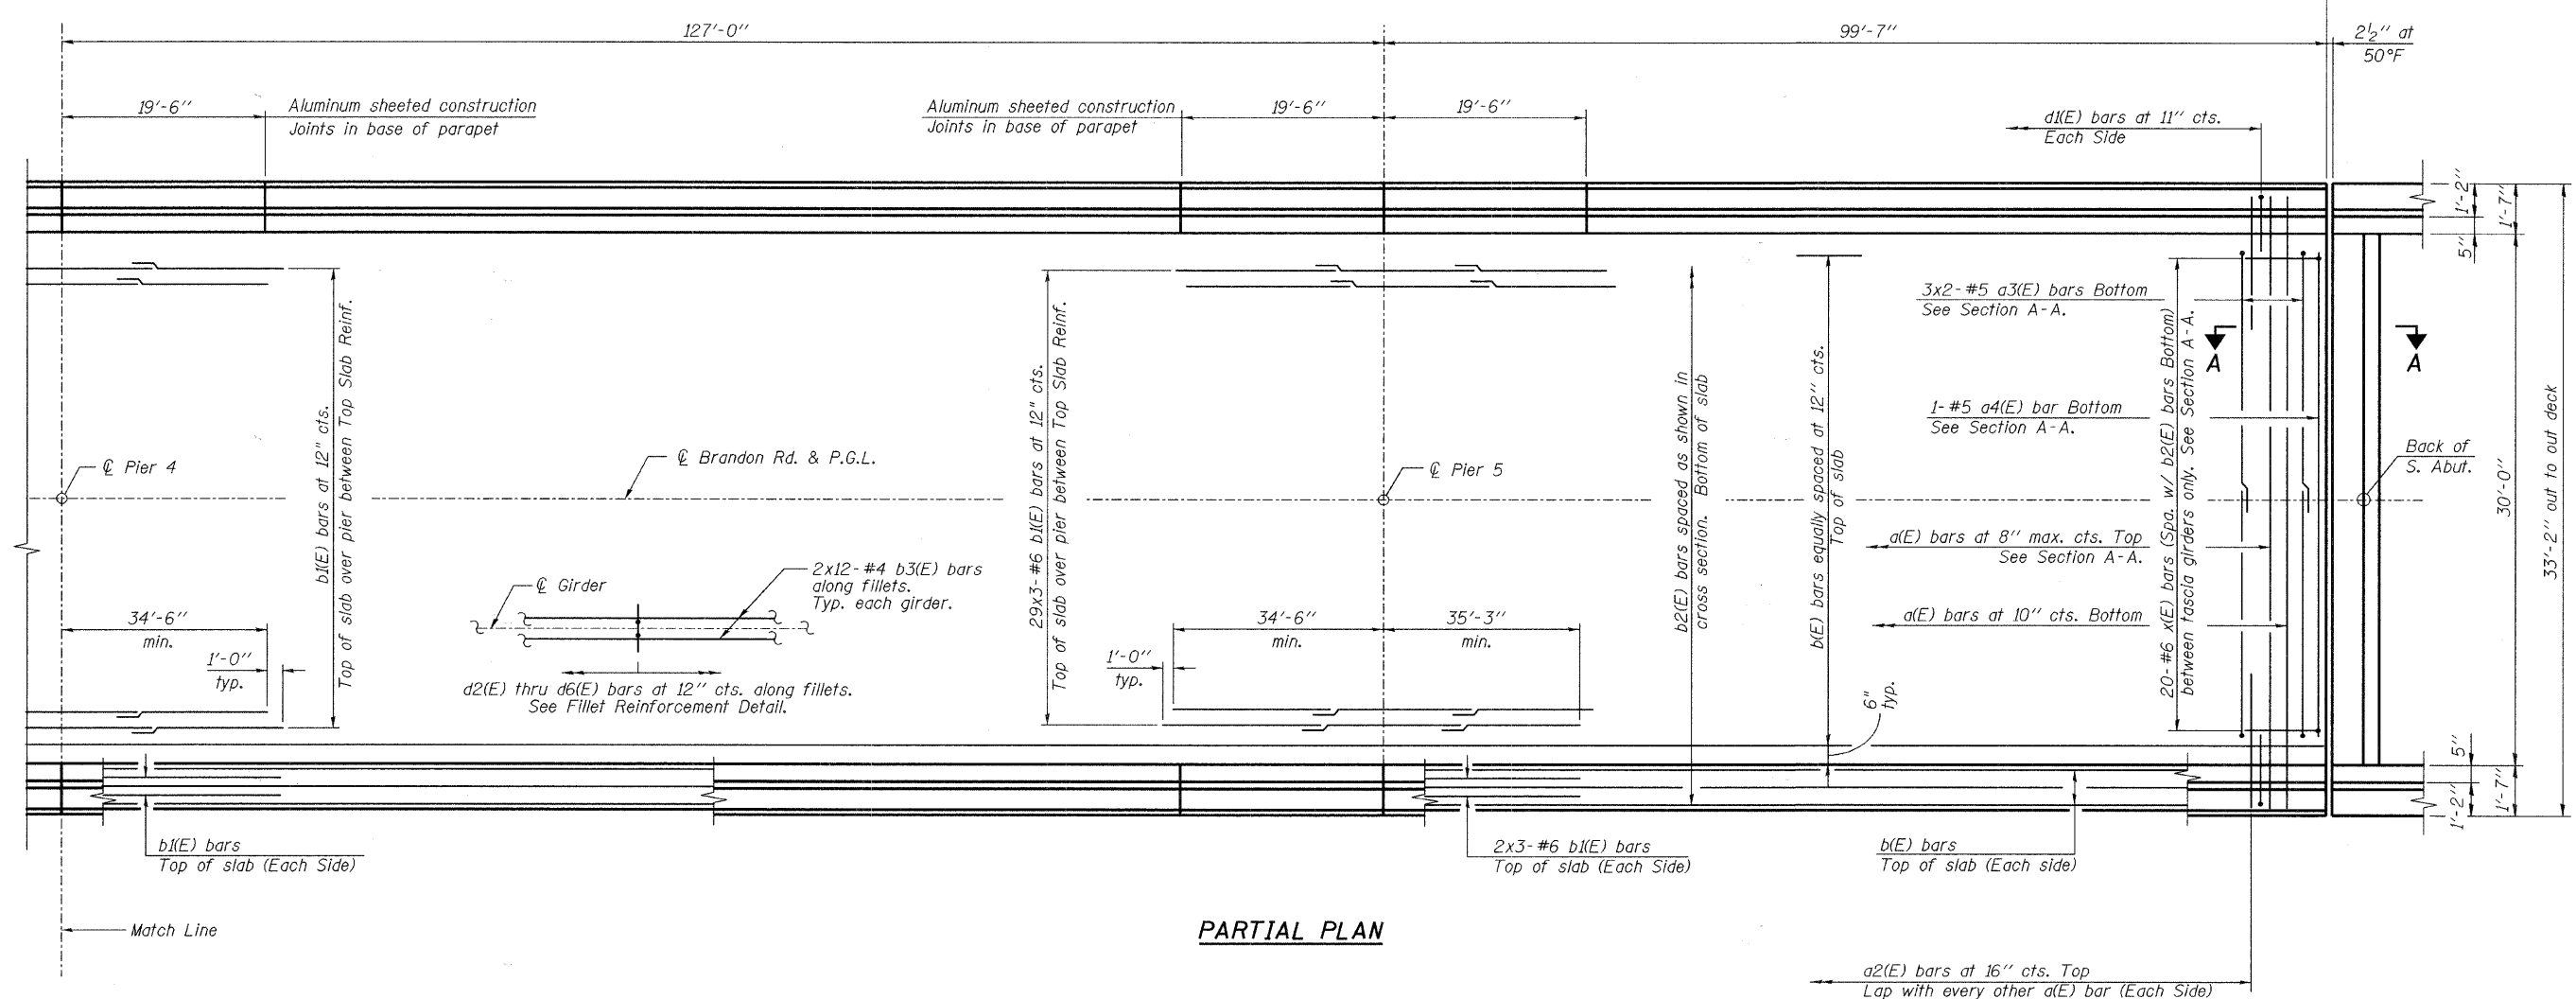 127'-0"
99'-7"
2½" at
50°F
19'-6"
Aluminum sheeted construction
Joints in base of parapet
Aluminum sheeted construction
Joints in base of parapet
19'-6"
19'-6"
d1(E) bars at 11" cts.
Each Side
1'-2"
1'-7"
5"
b1(E) bars at 12" cts.
Top of slab over pier between Top Slab Reinf.
29x3-#6 b1(E) bars at 12" cts.
Top of slab over pier between Top Slab Reinf.
b2(E) bars spaced as shown in
cross section. Bottom of slab
b(E) bars equally spaced at 12" cts.
Top of slab
3x2-#5 a3(E) bars Bottom
See Section A-A.
20-#6 x(E) bars (Spa. w/ b2(E) bars Bottom)
between fascia girders only. See Section A-A.
A
A
1-#5 a4(E) bar Bottom
See Section A-A.
℄ Pier 4
℄ Brandon Rd. & P.G.L.
℄ Pier 5
Back of
S. Abut.
30'-0"
33'-2" out to out deck
a(E) bars at 8" max. cts. Top
See Section A-A.
℄ Girder
2x12-#4 b3(E) bars
along fillets.
Typ. each girder.
a(E) bars at 10" cts. Bottom
34'-6"
min.
1'-0"
typ.
34'-6"
min.
35'-3"
min.
1'-0"
typ.
d2(E) thru d6(E) bars at 12" cts. along fillets.
See Fillet Reinforcement Detail.
6"
typ.
5"
1'-2"
1'-7"
b1(E) bars
Top of slab (Each Side)
2x3-#6 b1(E) bars
Top of slab (Each Side)
b(E) bars
Top of slab (Each side)
Match Line
PARTIAL PLAN
a2(E) bars at 16" cts. Top
Lap with every other a(E) bar (Each Side)